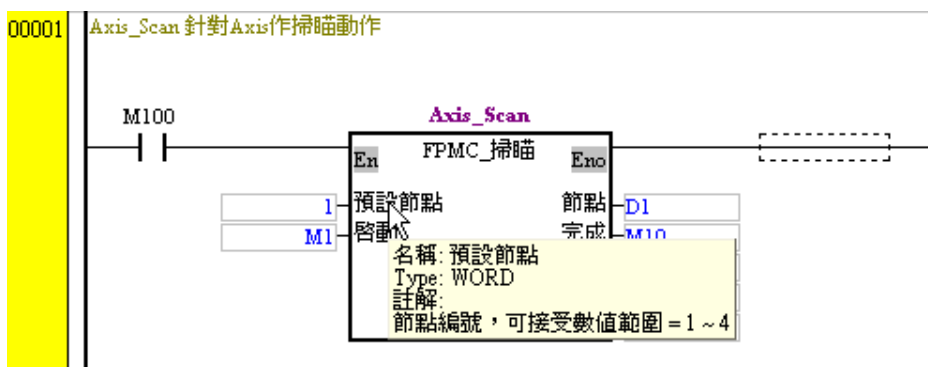 00001
Axis_Scan 針對Axis作掃瞄動作
M100
Axis_Scan
FPMC_掃瞄
En
Eno
1
預設節點
節點
D1
M1
啓動
完成
M10
名稱: 預設節點
Type: WORD
註解:
節點編號，可接受數值範圍 = 1 ~ 4